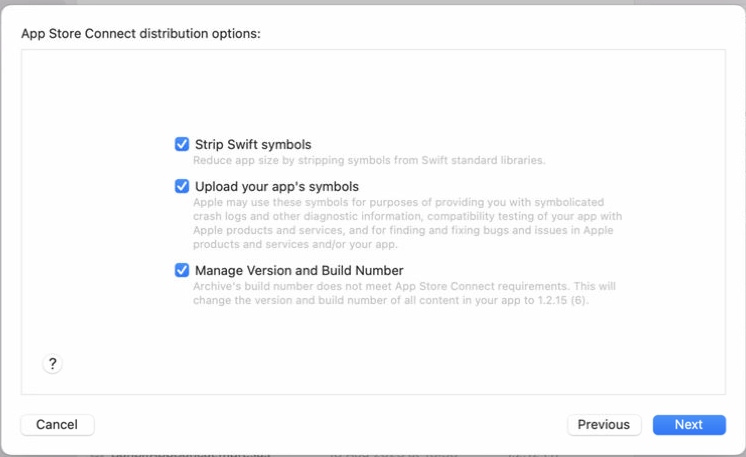 App Store Connect distribution options:
Strip Swift symbols
Reduce app size by stripping symbols from Swift standard libraries.
Upload your app's symbols
Apple may use these symbols for purposes of providing you with symbolicated
crash logs and other diagnostic information, compatibility testing of your app with
Apple products and services, and for finding and fixing bugs and issues in Apple
products and services and/or your app.
Manage Version and Build Number
Archive's build number does not meet App Store Connect requirements. This will
change the version and build number of all content in your app to 1.2.15 (6).
?
Cancel Previous Next